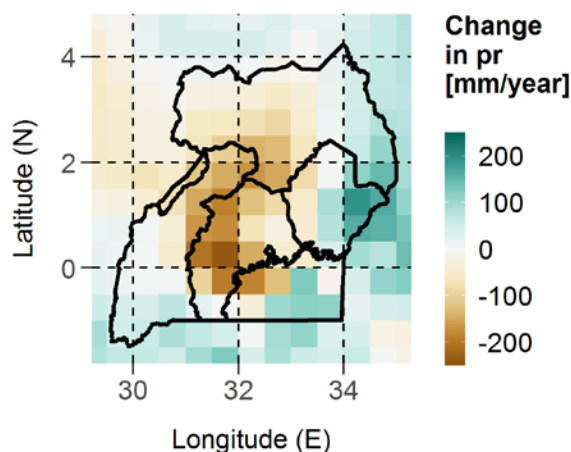 Change
in pr
[mm/year]
4
2
0
200
100
0
-100
-200
30
32
34
Latitude (N)
Longitude (E)